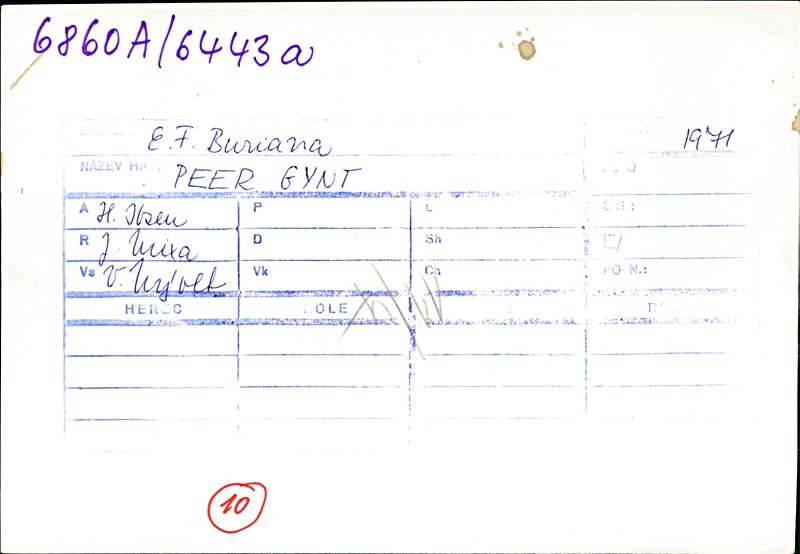 6860A/6443a
E. F. Buriana 1971
NÁZEV HR
PEER GYNT
A H. Ibsen P L
R J. Mixa D Sh
Vs V. Nývlt Vk Ch PO N.:
HEREC ROLE
10